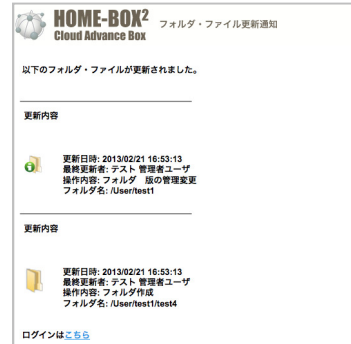 HOME-BOX² フォルダ・ファイル更新通知
Cloud Advance Box
以下のフォルダ・ファイルが更新されました。
更新内容
更新日時: 2013/02/21 16:53:13
最終更新者: テスト 管理者ユーザ
操作内容: フォルダ　版の管理変更
フォルダ名: /User/test1
更新内容
更新日時: 2013/02/21 16:53:13
最終更新者: テスト 管理者ユーザ
操作内容: フォルダ作成
フォルダ名: /User/test1/test4
ログインはこちら